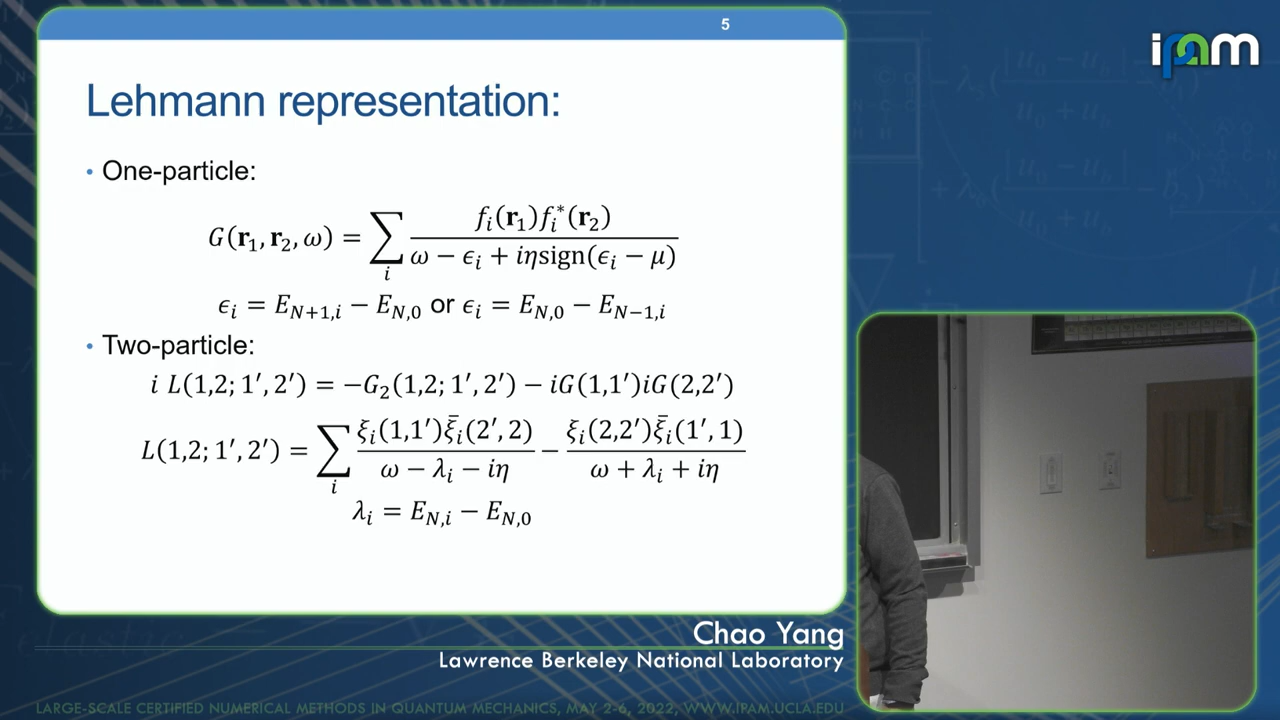 5
ipam
Lehmann representation:
• One-particle:
G(𝐫₁, 𝐫₂, ω) = ∑ᵢ fᵢ(𝐫₁)fᵢ*(𝐫₂) / (ω − ϵᵢ + iηsign(ϵᵢ − μ))
ϵᵢ = E_{N+1,i} − E_{N,0} or ϵᵢ = E_{N,0} − E_{N−1,i}
• Two-particle:
i L(1,2; 1′, 2′) = −G₂(1,2; 1′, 2′) − iG(1,1′)iG(2,2′)
L(1,2; 1′, 2′) = ∑ᵢ ξᵢ(1,1′)ξ̄ᵢ(2′, 2) / (ω − λᵢ − iη) − ξᵢ(2,2′)ξ̄ᵢ(1′, 1) / (ω + λᵢ + iη)
λᵢ = E_{N,i} − E_{N,0}
Chao Yang
Lawrence Berkeley National Laboratory
LARGE-SCALE CERTIFIED NUMERICAL METHODS IN QUANTUM MECHANICS, MAY 2-6, 2022, WWW.IPAM.UCLA.EDU